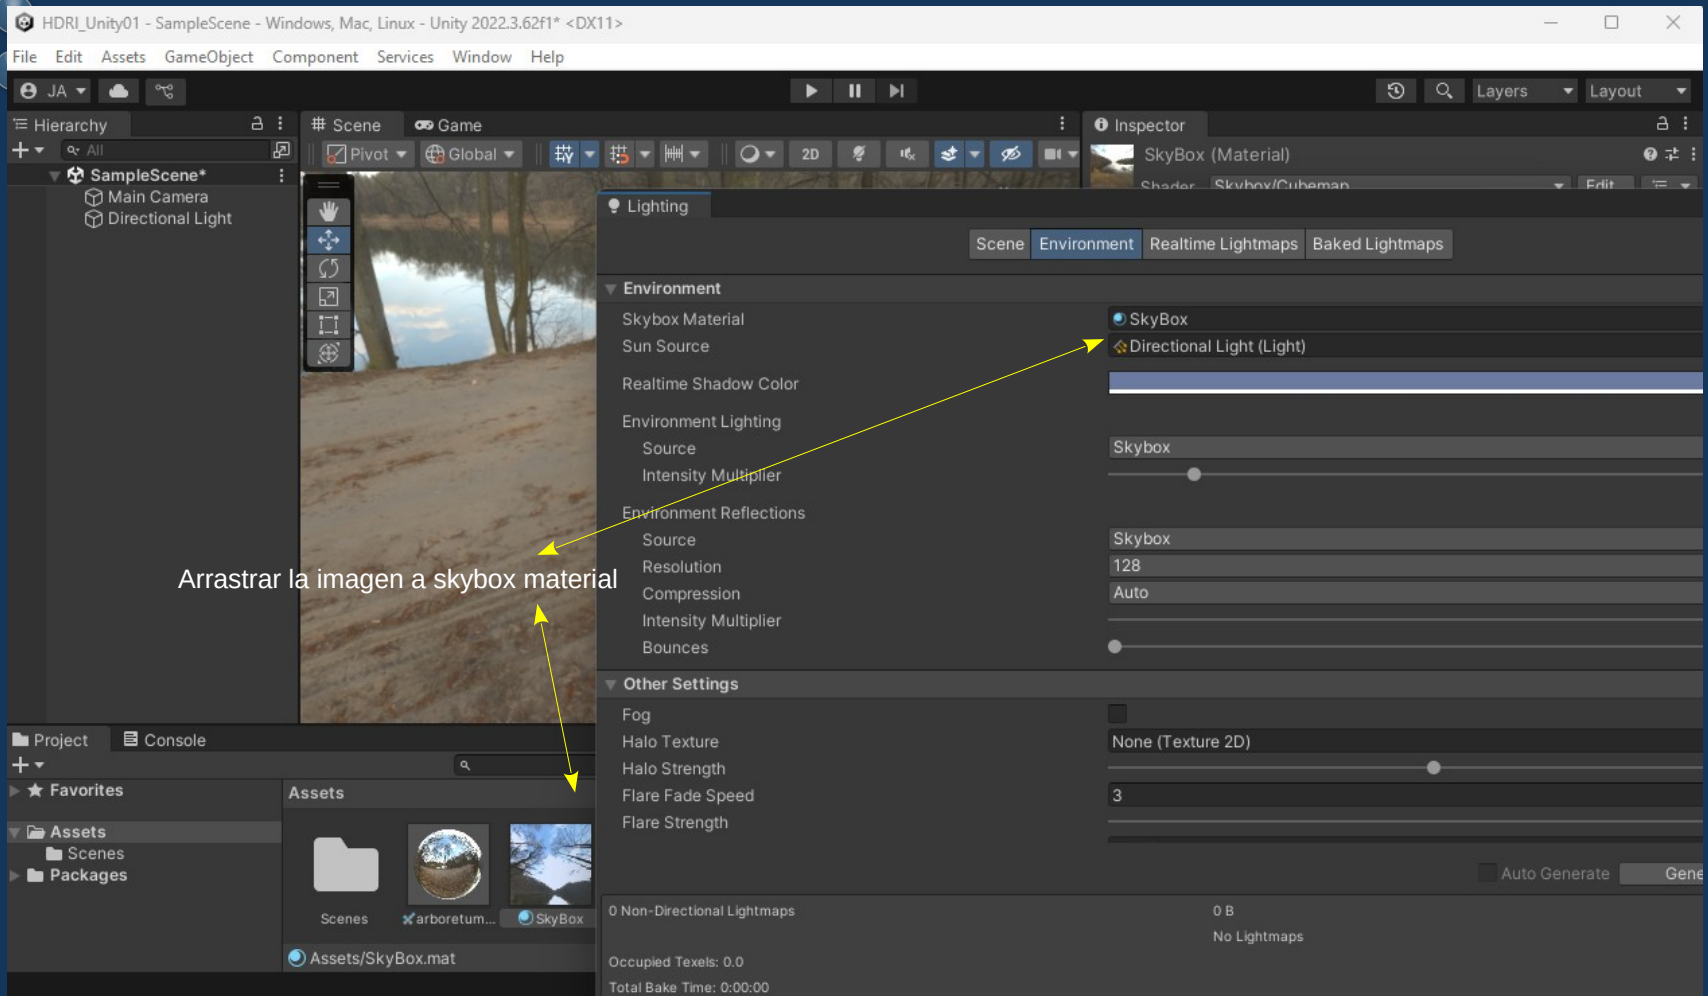 HDRI_Unity01 - SampleScene - Windows, Mac, Linux - Unity 2022.3.62f1* <DX11>
File Edit Assets GameObject Component Services Window Help
JA Layers Layout
Hierarchy
All
SampleScene*
Main Camera
Directional Light
Scene Game
Pivot Global 2D
Inspector
SkyBox (Material)
Shader Skybox/Cubemap Edit
Lighting
Scene Environment Realtime Lightmaps Baked Lightmaps
Environment
Skybox Material SkyBox
Sun Source Directional Light (Light)
Realtime Shadow Color
Environment Lighting
Source Skybox
Intensity Multiplier
Environment Reflections
Source Skybox
Resolution 128
Compression Auto
Intensity Multiplier
Bounces
Arrastrar la imagen a skybox material
Other Settings
Fog
Halo Texture None (Texture 2D)
Halo Strength
Flare Fade Speed 3
Flare Strength
Auto Generate Gene
0 Non-Directional Lightmaps 0 B
No Lightmaps
Occupied Texels: 0.0
Total Bake Time: 0:00:00
Project Console
Favorites
Assets
Scenes
Packages
Assets
Scenes arboretum... SkyBox
Assets/SkyBox.mat